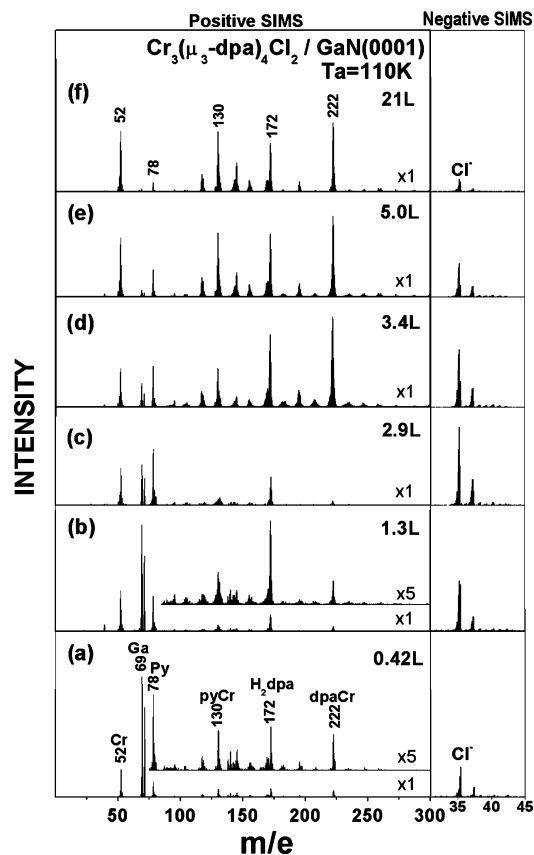 Positive SIMS
Negative SIMS
Cr₃(μ₃-dpa)₄Cl₂ / GaN(0001)
Ta=110K
(f)
21L
52
78
130
172
222
x1
Cl⁻
(e)
5.0L
x1
(d)
3.4L
x1
(c)
2.9L
x1
(b)
1.3L
x5
x1
(a)
0.42L
Cr
52
Ga
69
Py
78
pyCr
130
H₂dpa
172
dpaCr
222
x5
x1
Cl⁻
INTENSITY
50 100 150 200 250 300 35 40 45
m/e